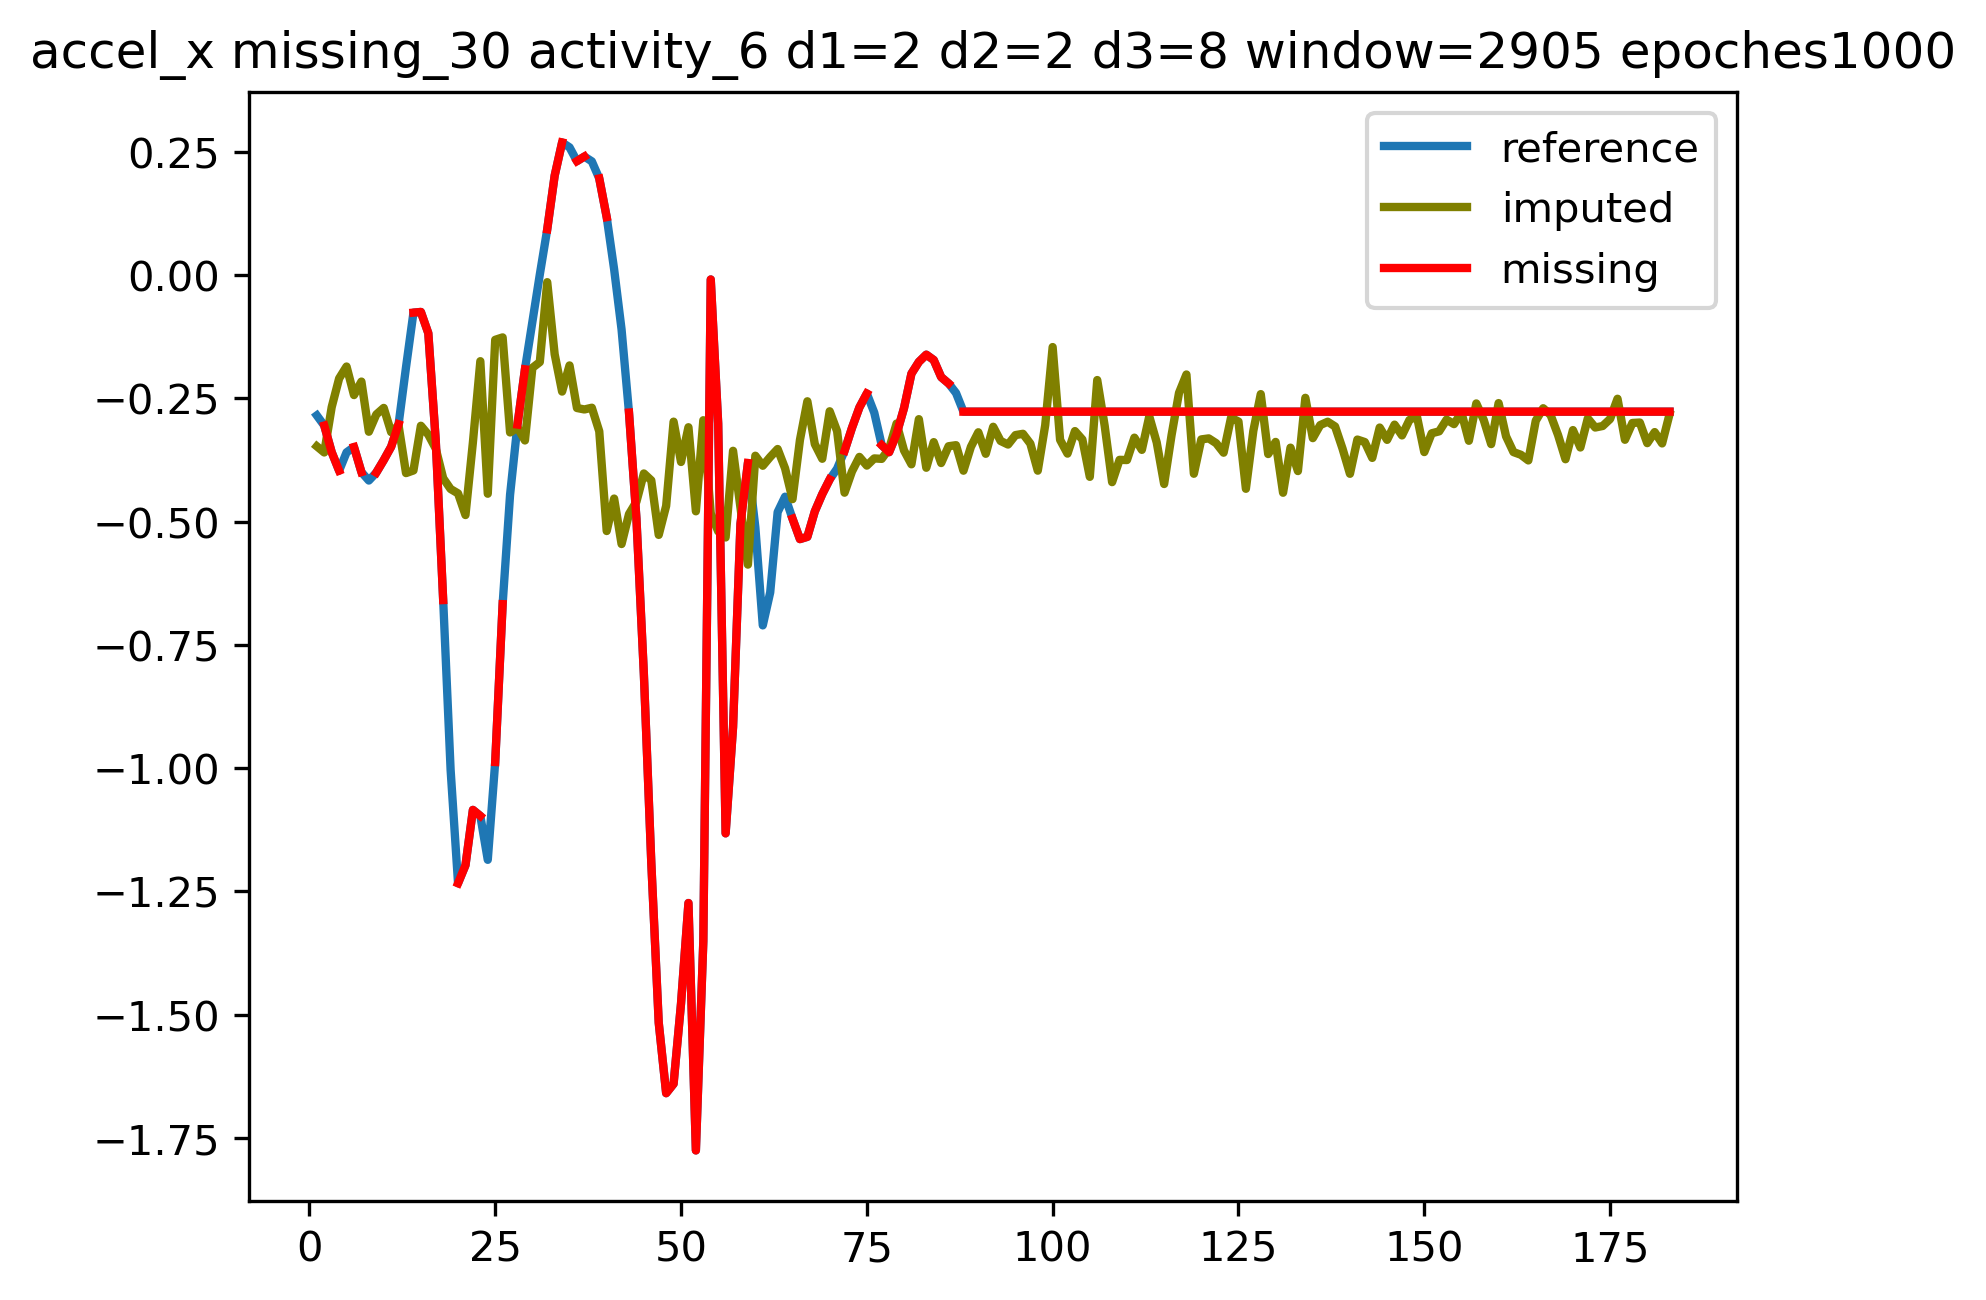 accel_x missing_30 activity_6 d1=2 d2=2 d3=8 window=2905 epoches1000
reference
imputed
missing
0.25
0.00
−0.25
−0.50
−0.75
−1.00
−1.25
−1.50
−1.75
0 25 50 75 100 125 150 175